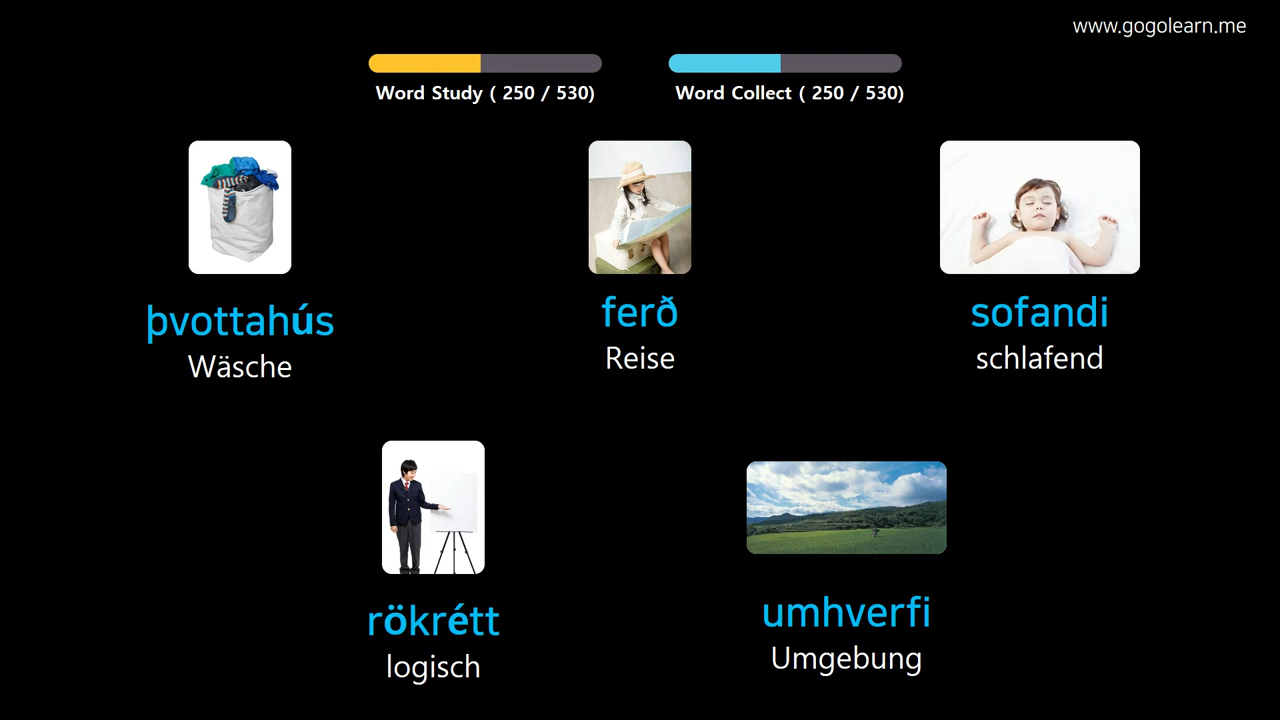 www.gogolearn.me
Word Study ( 250 / 530)
Word Collect ( 250 / 530)
þvottahús
Wäsche
ferð
Reise
sofandi
schlafend
rökrétt
logisch
umhverfi
Umgebung